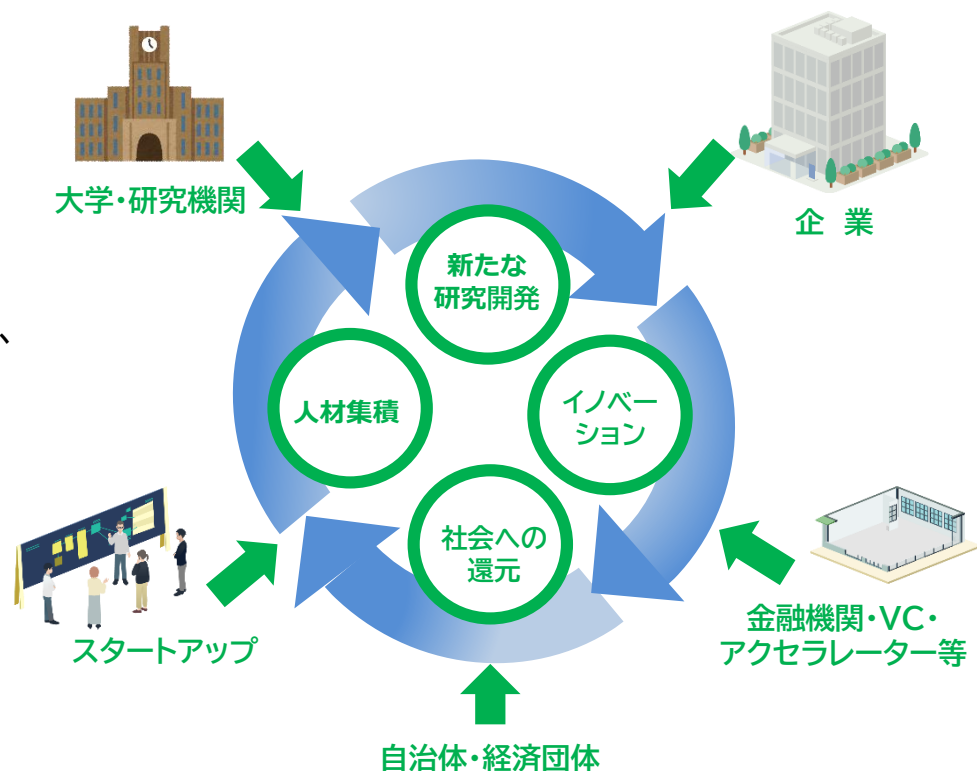 大学・研究機関
企 業
新たな
研究開発
、
人材集積
イノベー
ション
社会への
還元
スタートアップ
金融機関・VC・
アクセラレーター等
自治体・経済団体